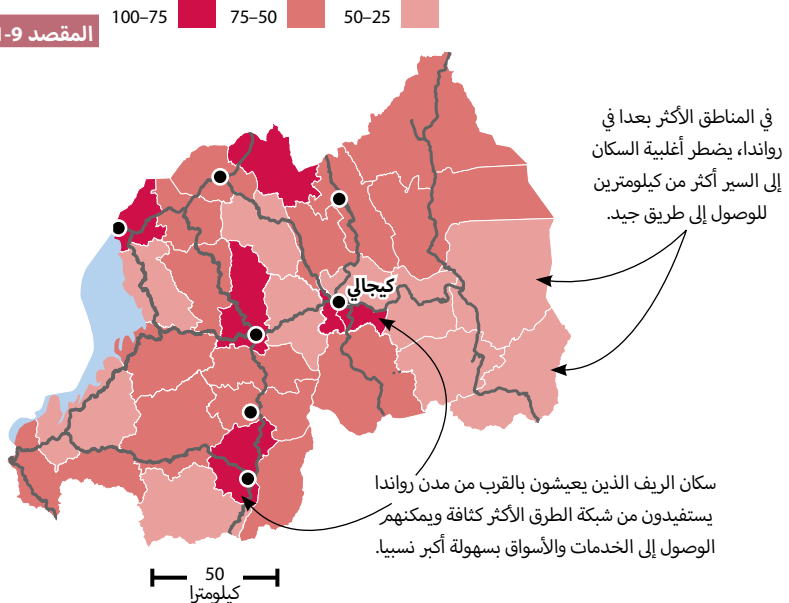 المقصد 9-1
50–25
75–50
100–75
في المناطق الأكثر بعدا في
رواندا، يضطر أغلبية السكان
إلى السير أكثر من كيلومترين
للوصول إلى طريق جيد.
كيجالي
سكان الريف الذين يعيشون بالقرب من مدن رواندا
يستفيدون من شبكة الطرق الأكثر كثافة ويمكنهم
الوصول إلى الخدمات والأسواق بسهولة أكبر نسبيا.
50
كيلومترا